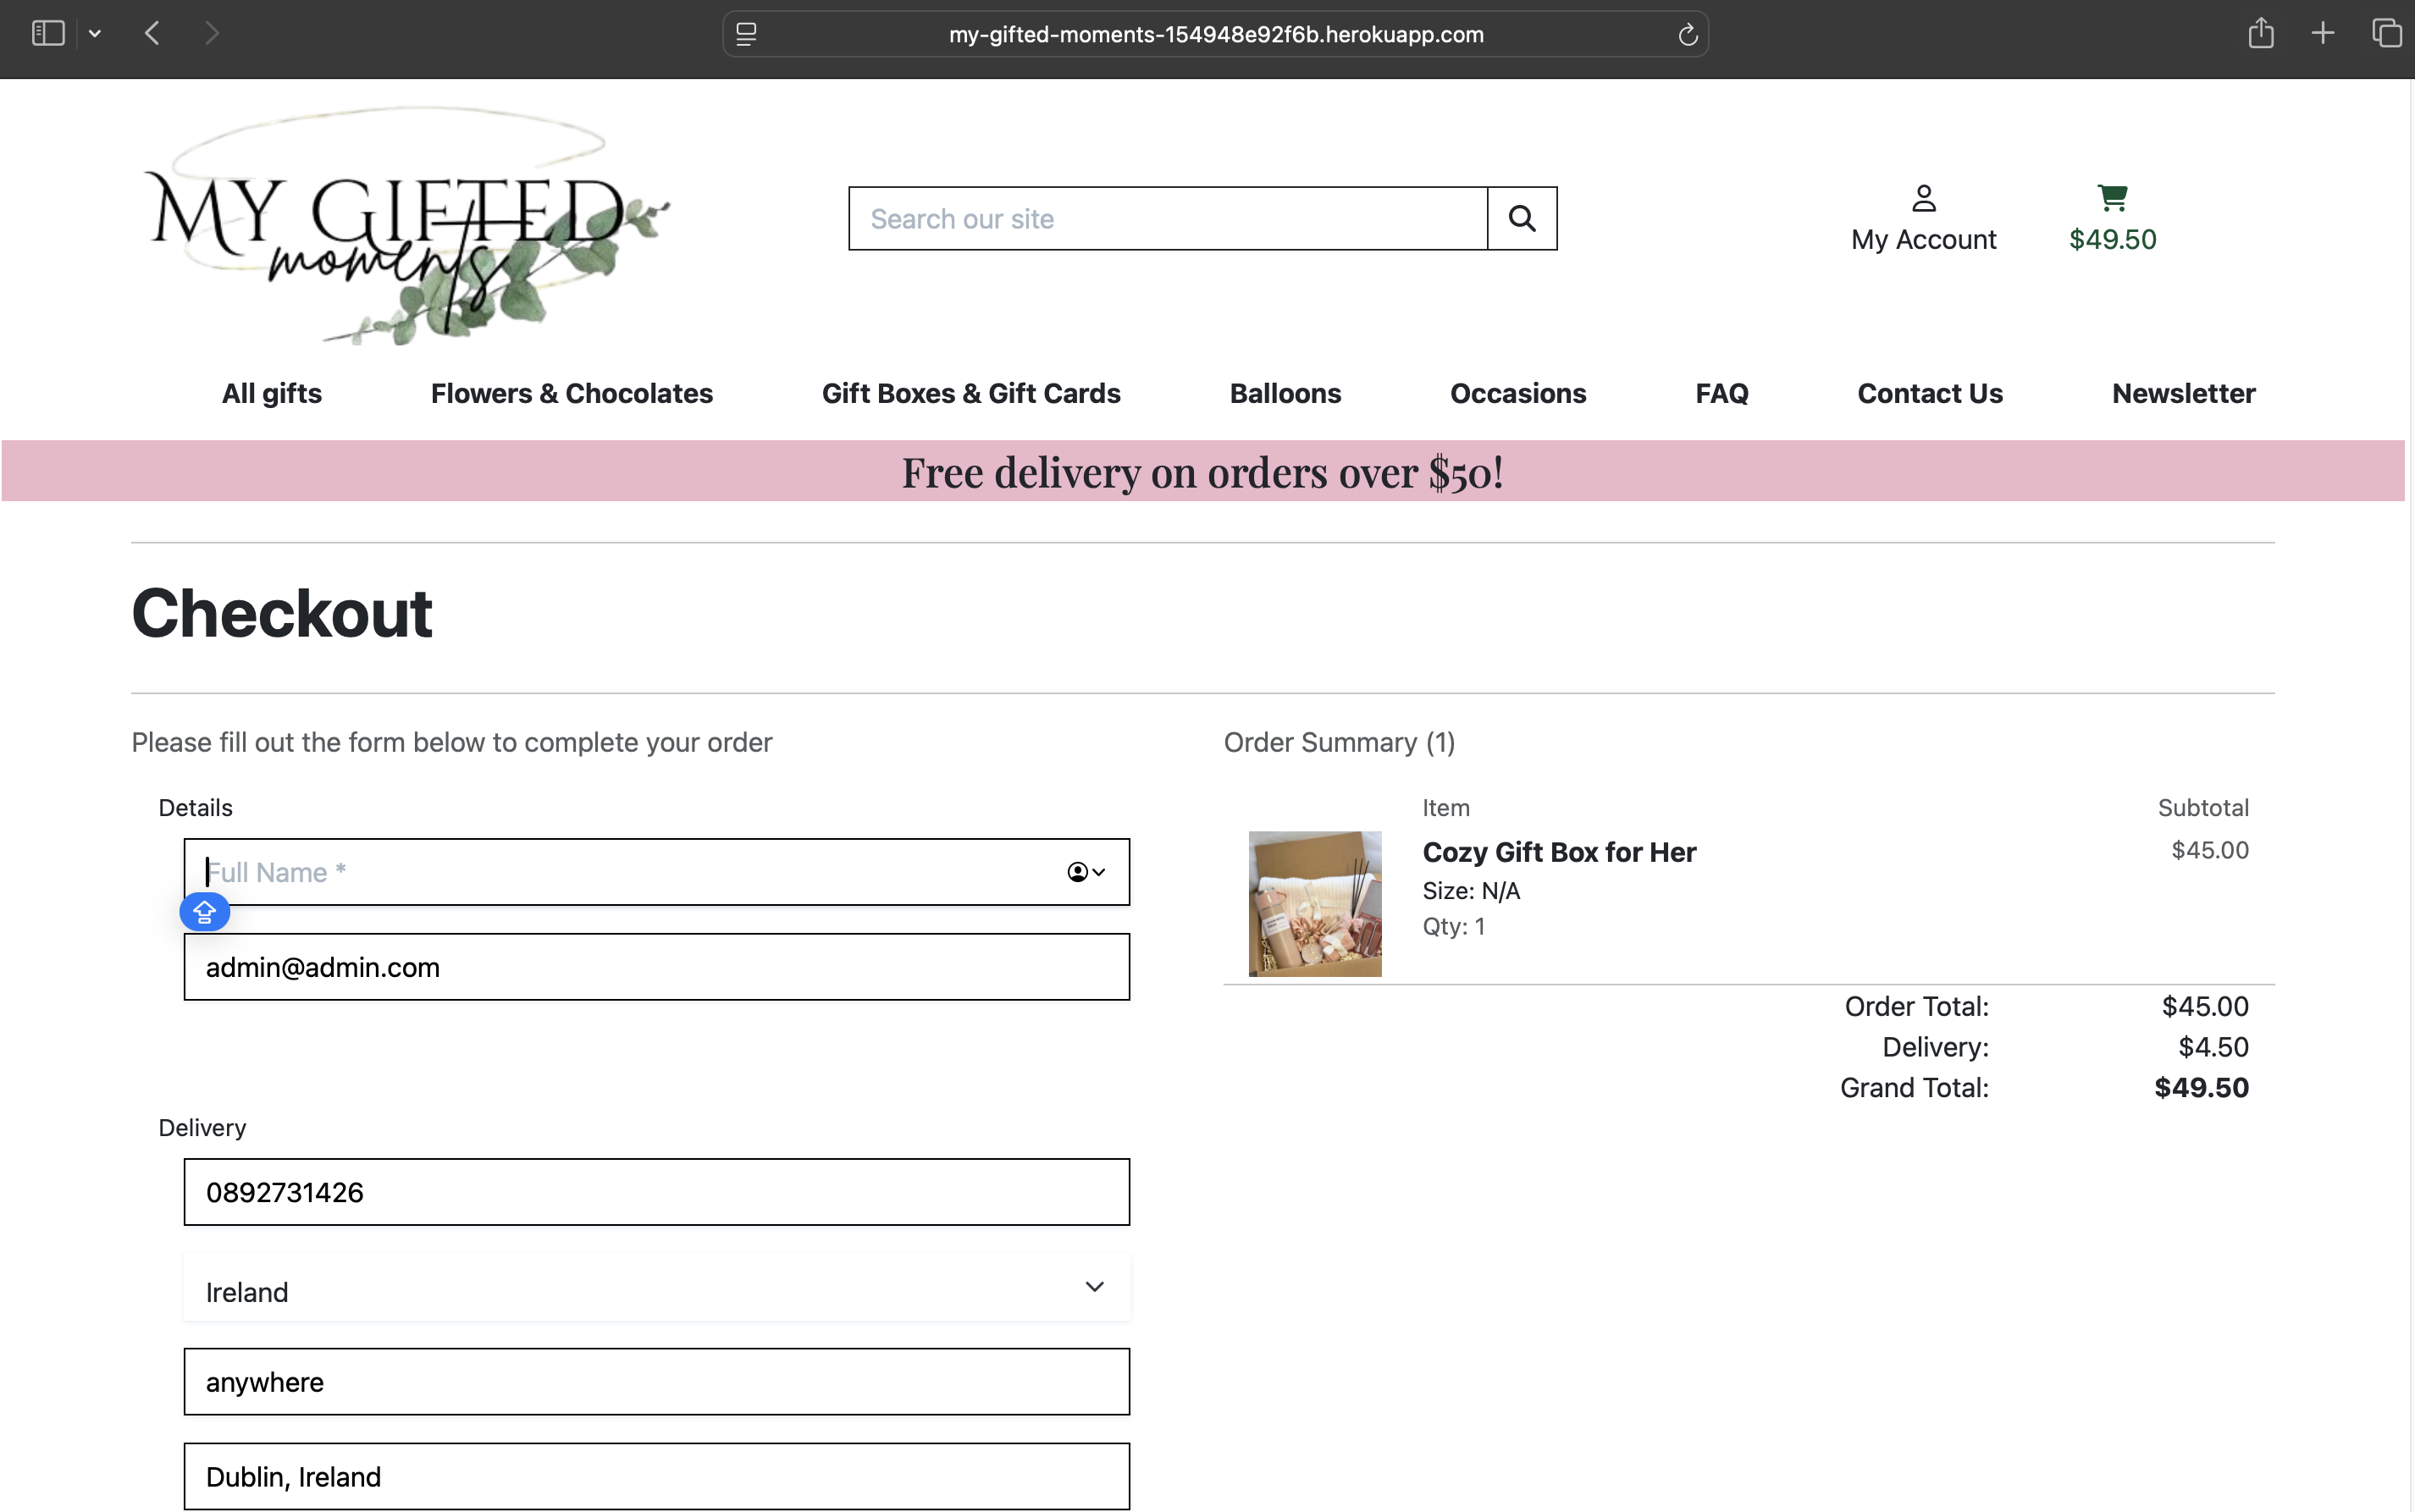 my-gifted-moments-154948e92f6b.herokuapp.com
MY GIFTED
moments
Search our site
My Account
$49.50
All gifts Flowers & Chocolates Gift Boxes & Gift Cards Balloons Occasions FAQ Contact Us Newsletter
Free delivery on orders over $50!
Checkout
Please fill out the form below to complete your order
Details
Full Name *
admin@admin.com
Delivery
0892731426
Ireland
anywhere
Dublin, Ireland
Order Summary (1)
Item Subtotal
Cozy Gift Box for Her $45.00
Size: N/A
Qty: 1
Order Total: $45.00
Delivery: $4.50
Grand Total: $49.50